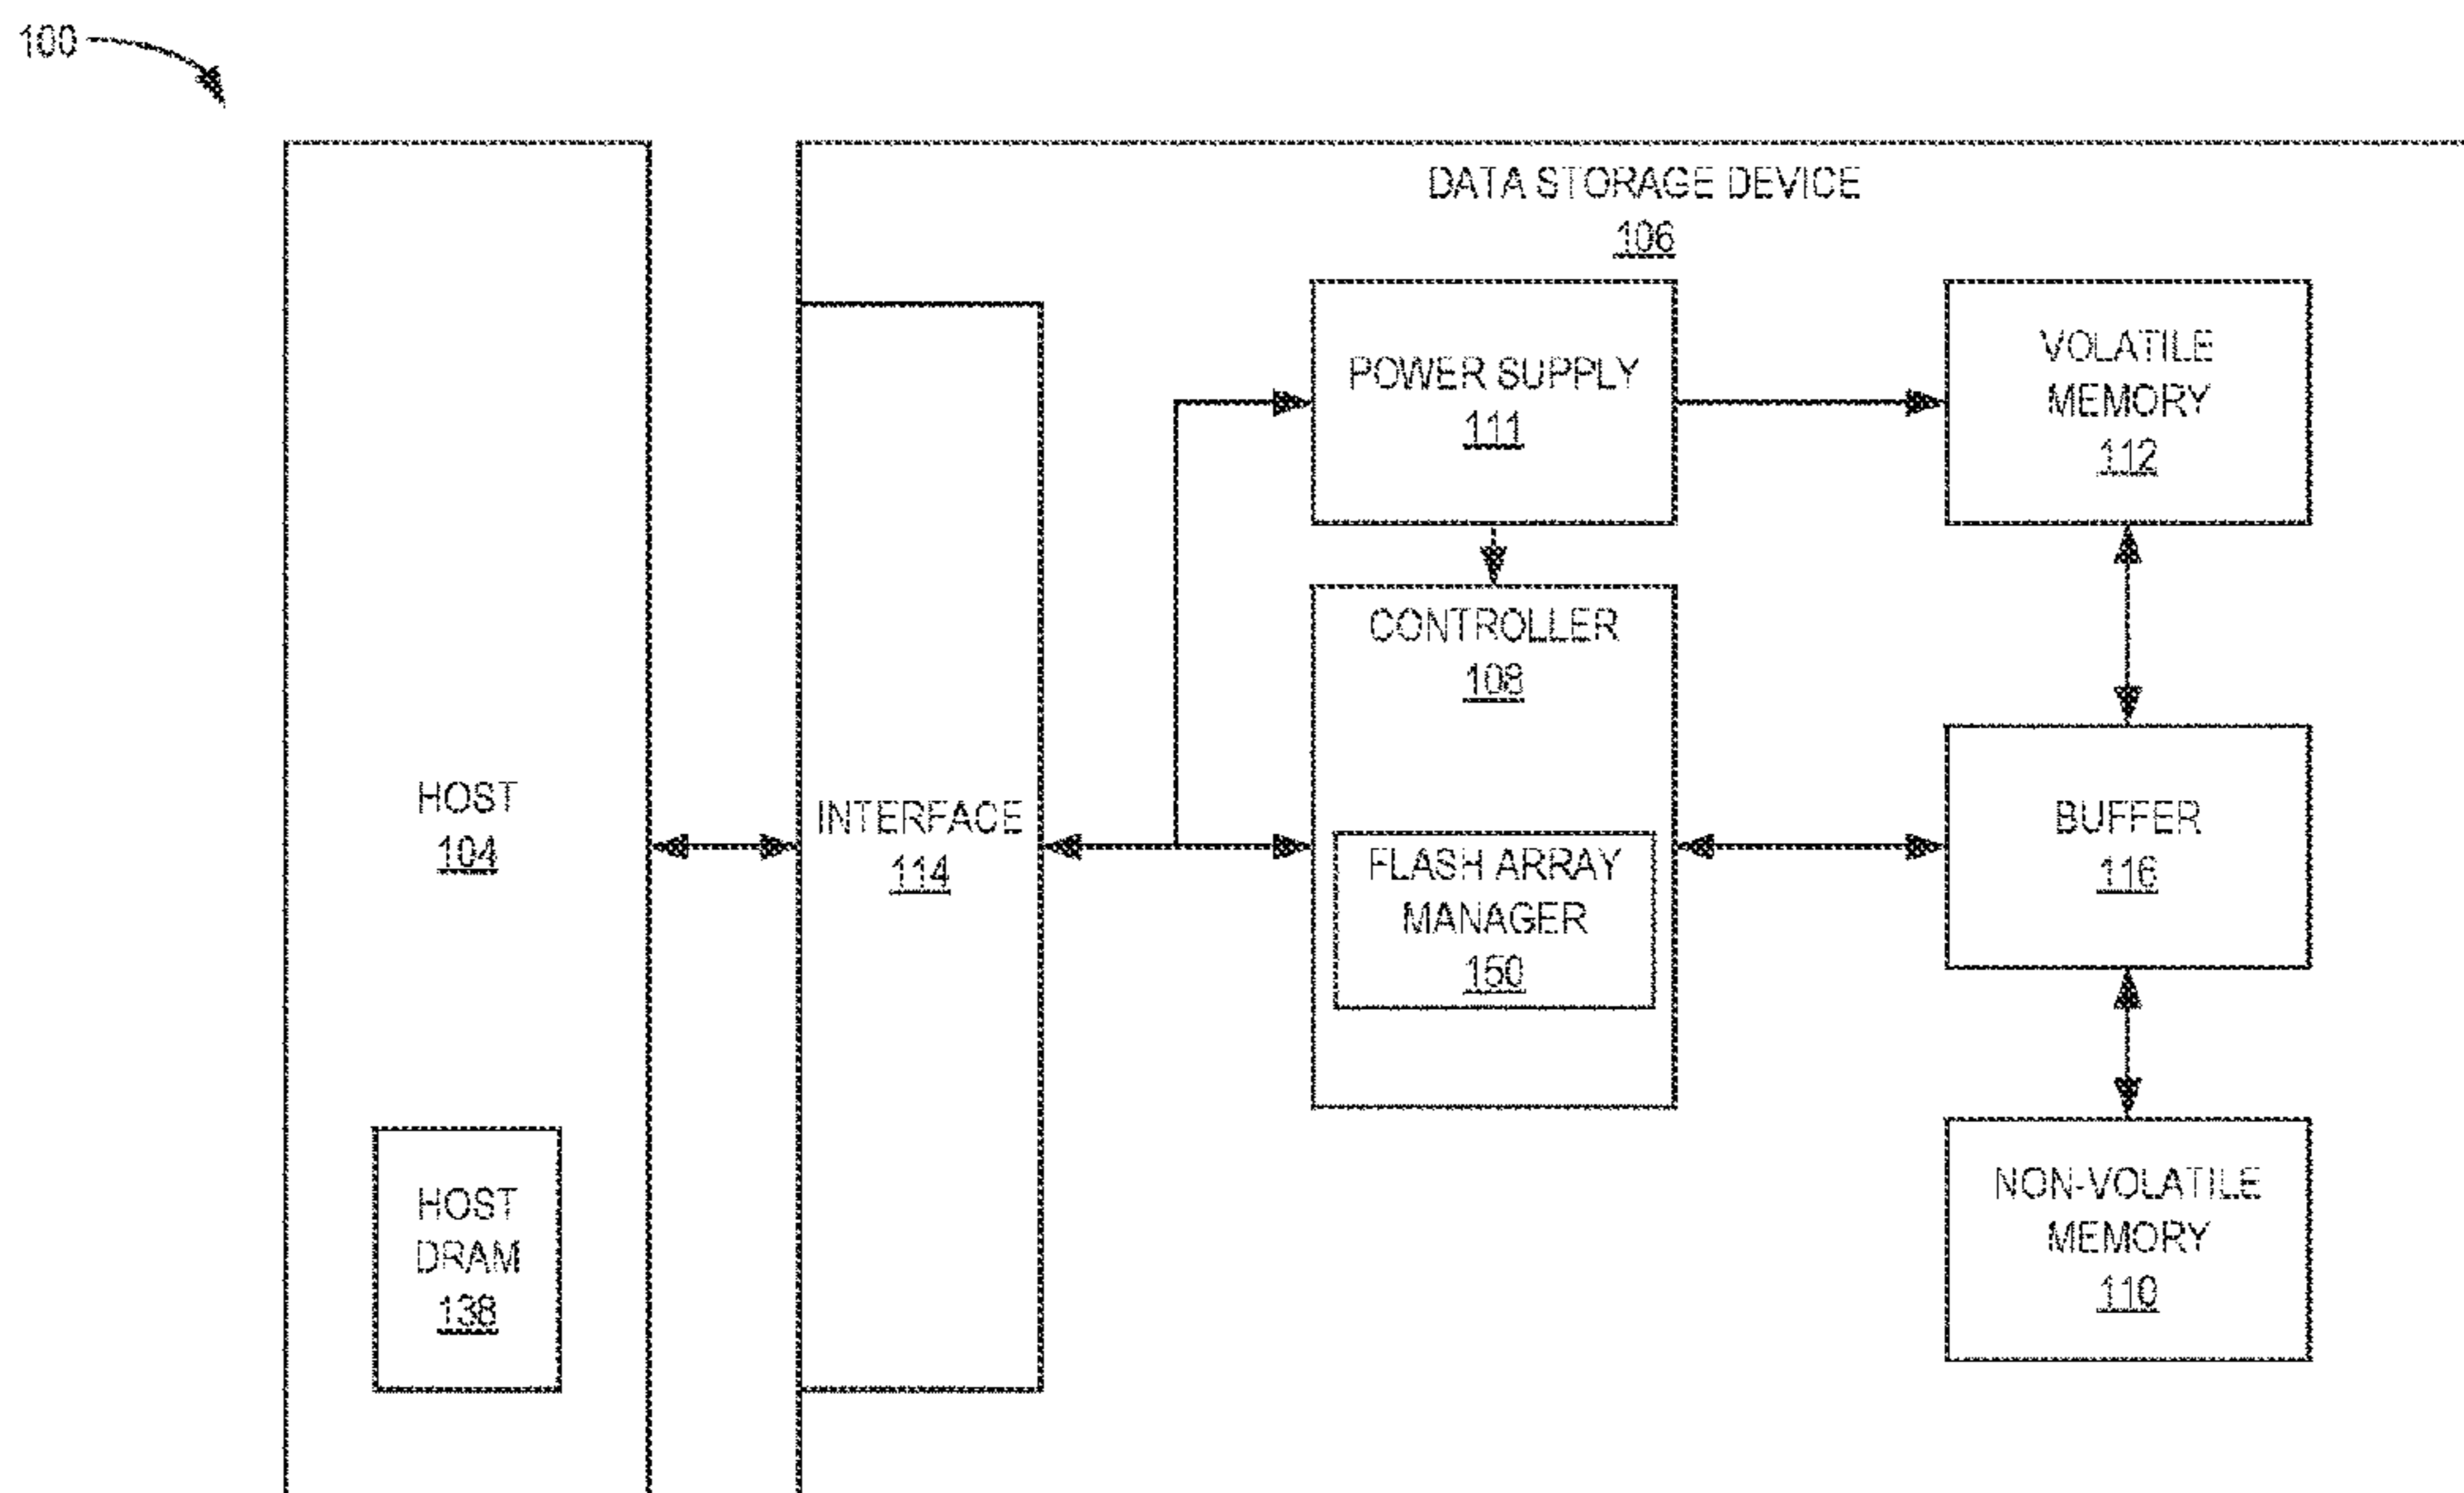 100
DATA STORAGE DEVICE
106
POWER SUPPLY
111
VOLATILE
MEMORY
112
CONTROLLER
108
HOST
104
INTERFACE
114
FLASH ARRAY
MANAGER
150
BUFFER
116
HOST
DRAM
138
NON-VOLATILE
MEMORY
110